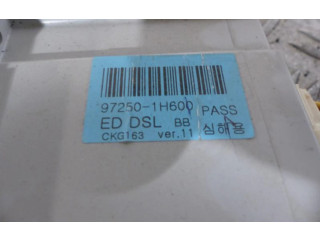 97250-1H600 PASS
ED DSL BB
CKG163 ver.11 심해용